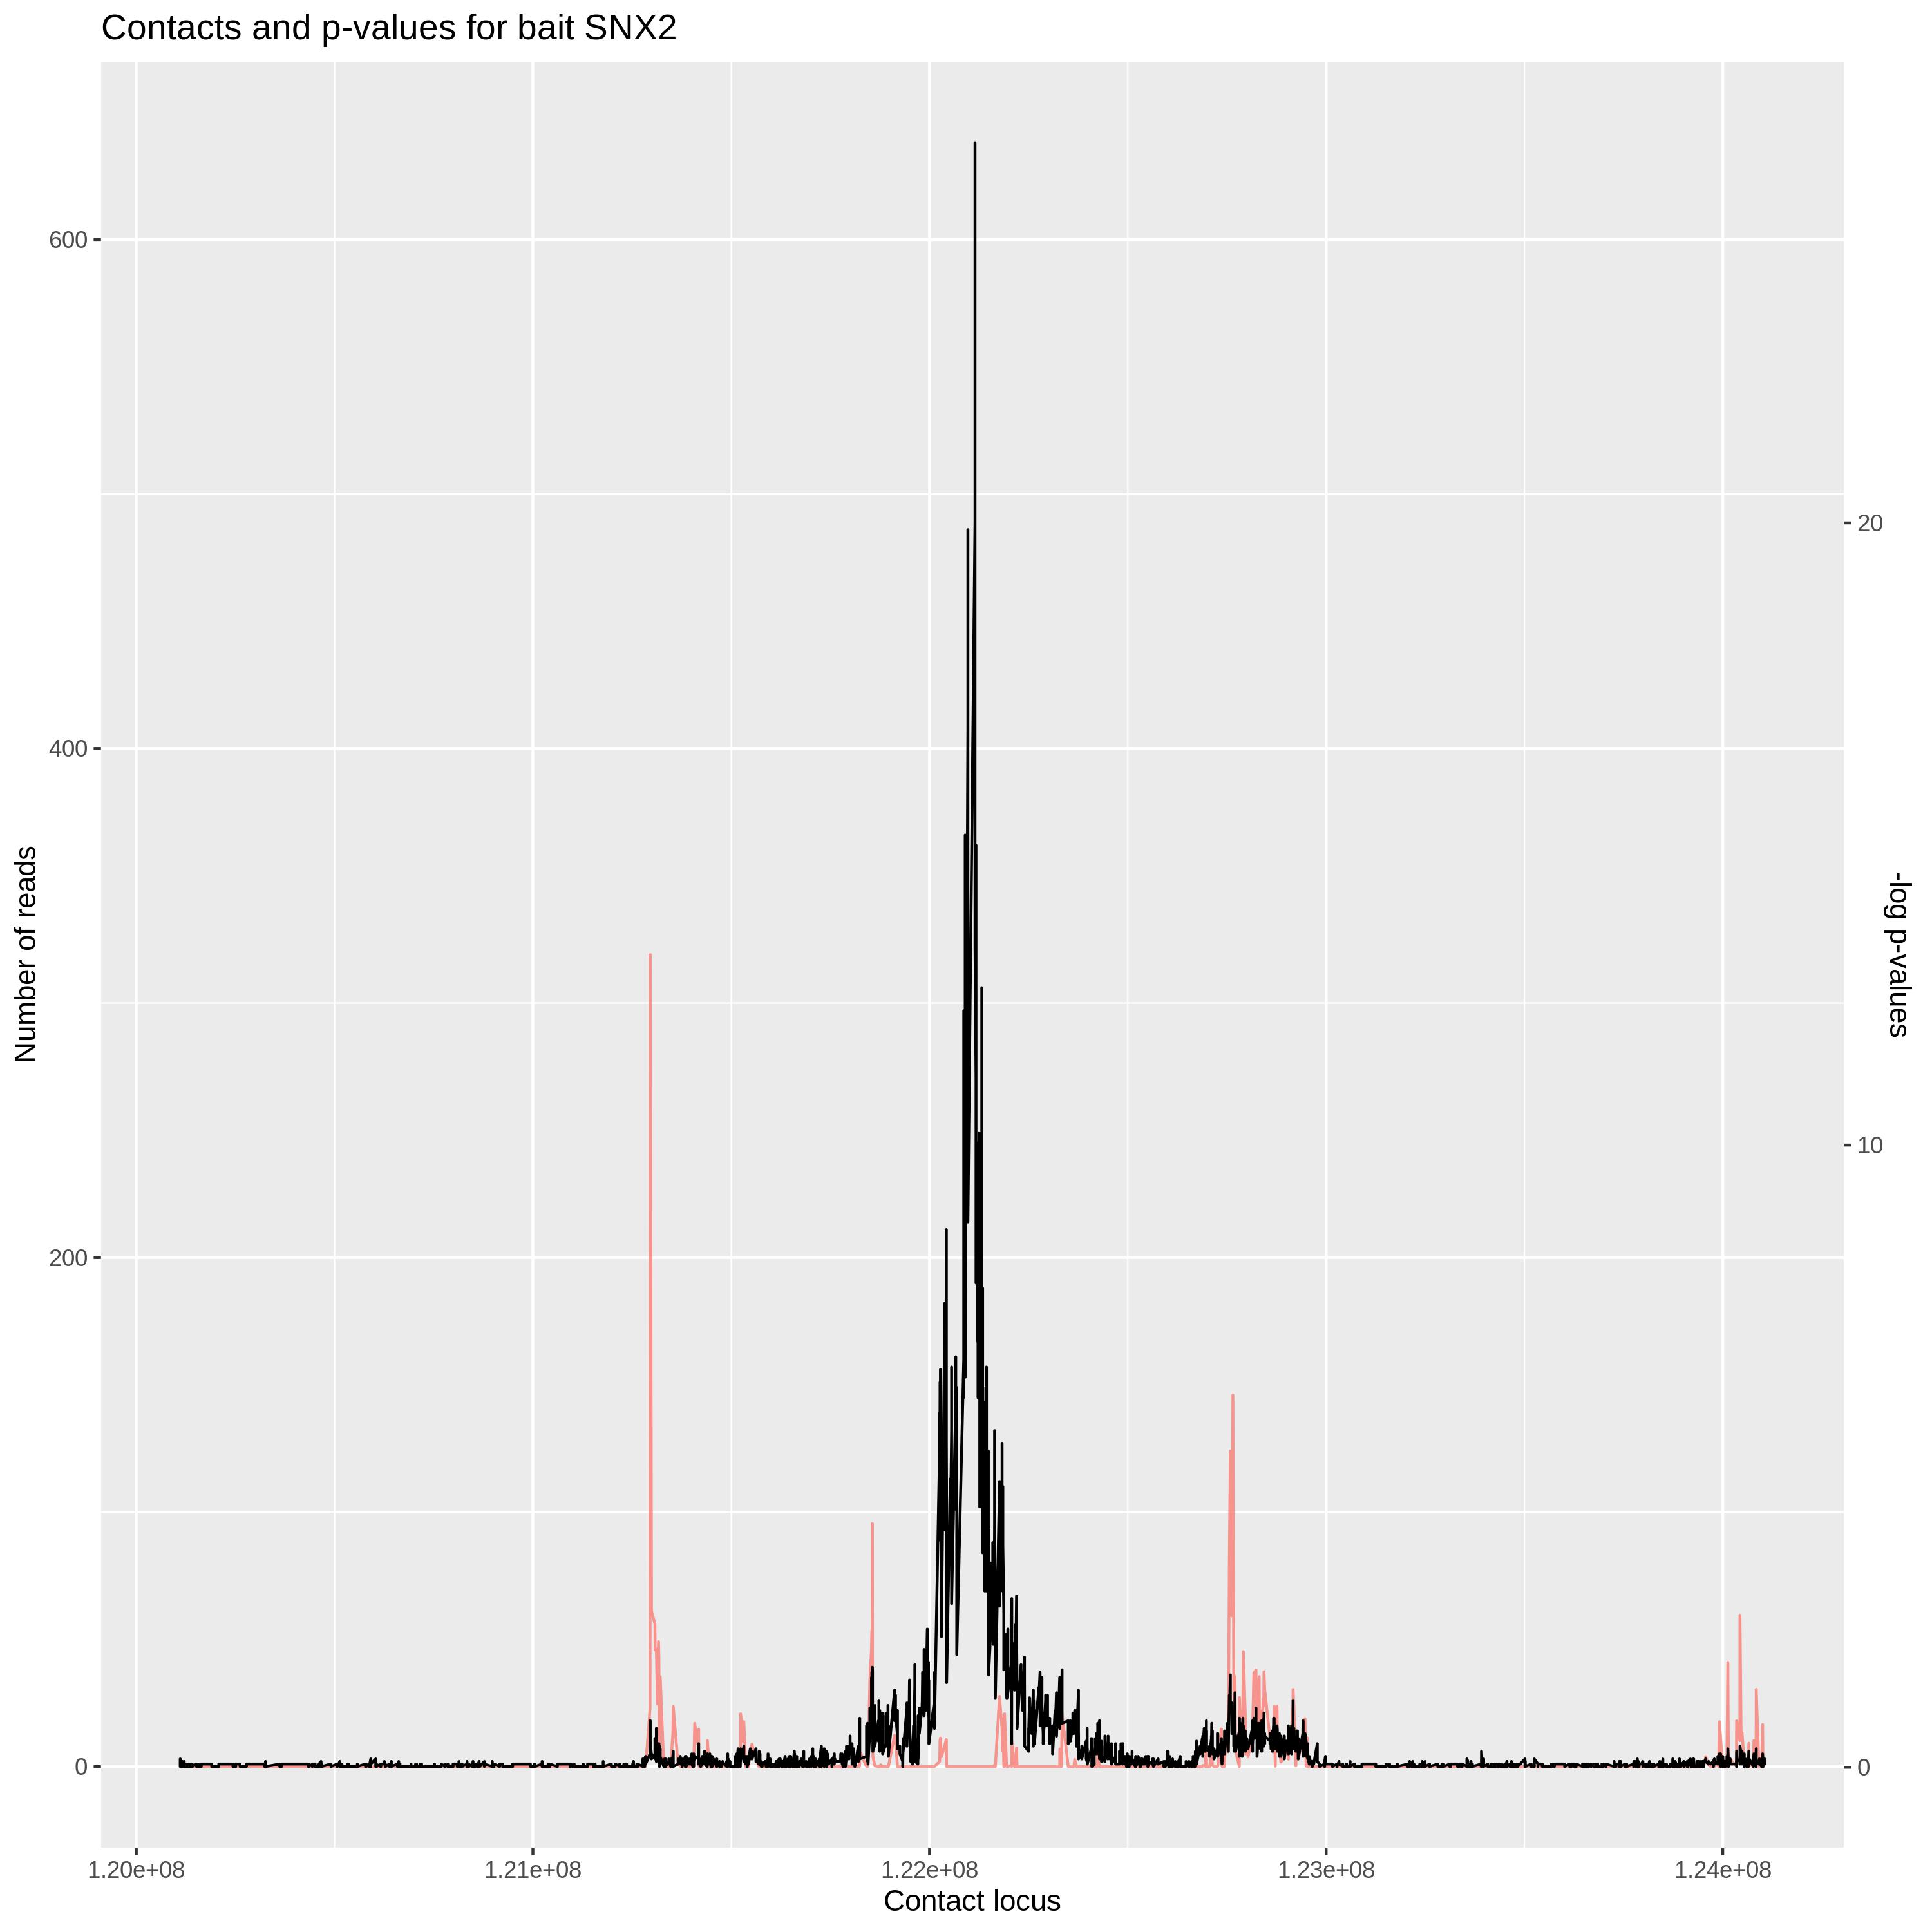 Contacts and p-values for bait SNX2
600
400
200
0
Number of reads
20
10
0
-log p-values
1.20e+08
1.21e+08
1.22e+08
1.23e+08
1.24e+08
Contact locus